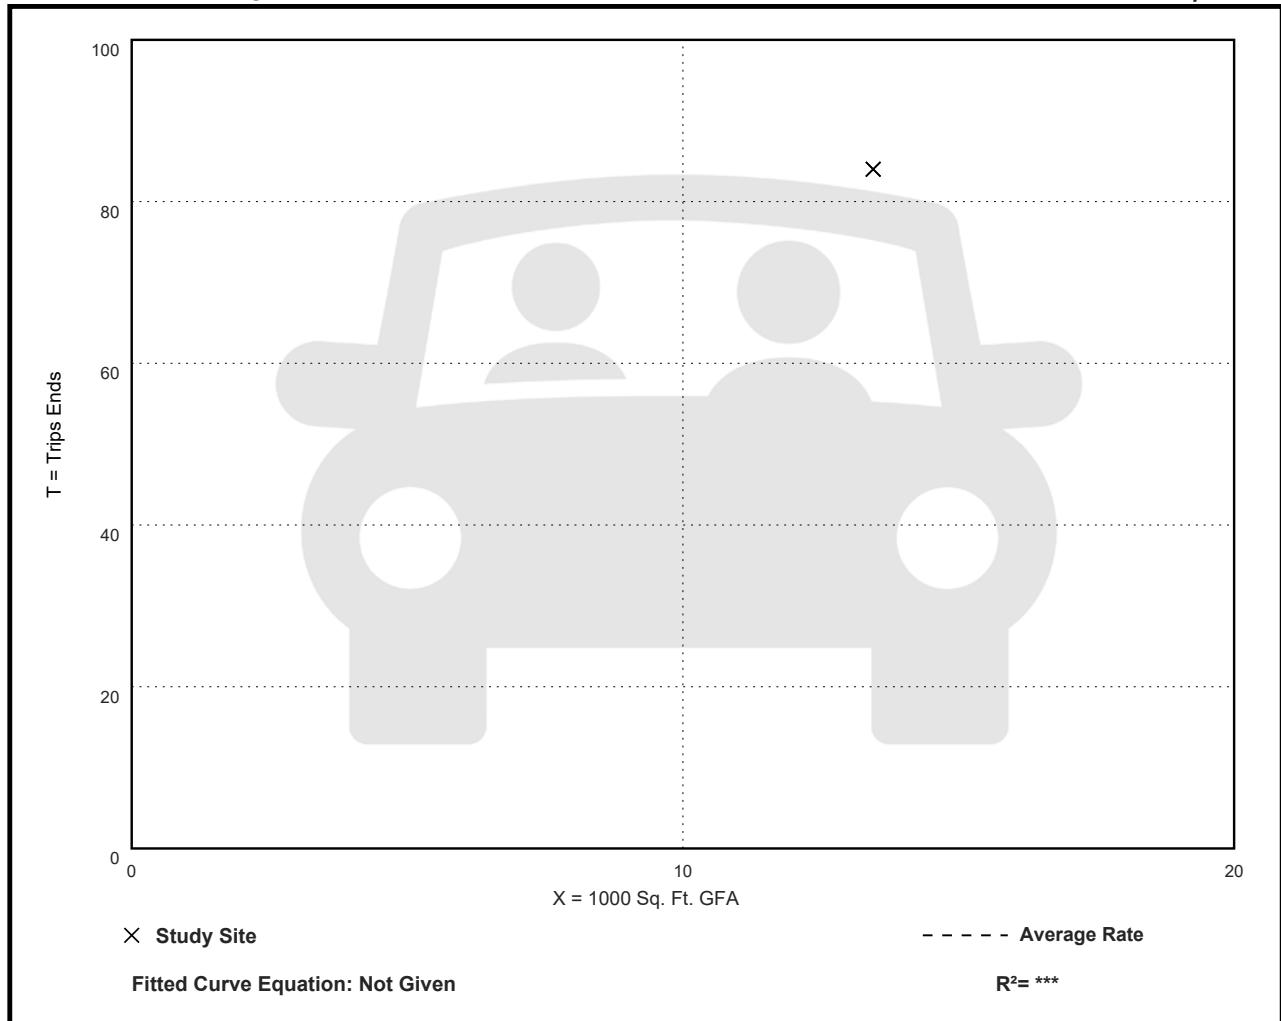 100
80
60
40
20
0
T = Trips Ends
0 10 20
X = 1000 Sq. Ft. GFA
Study Site
Average Rate
Fitted Curve Equation: Not Given
R²= ***